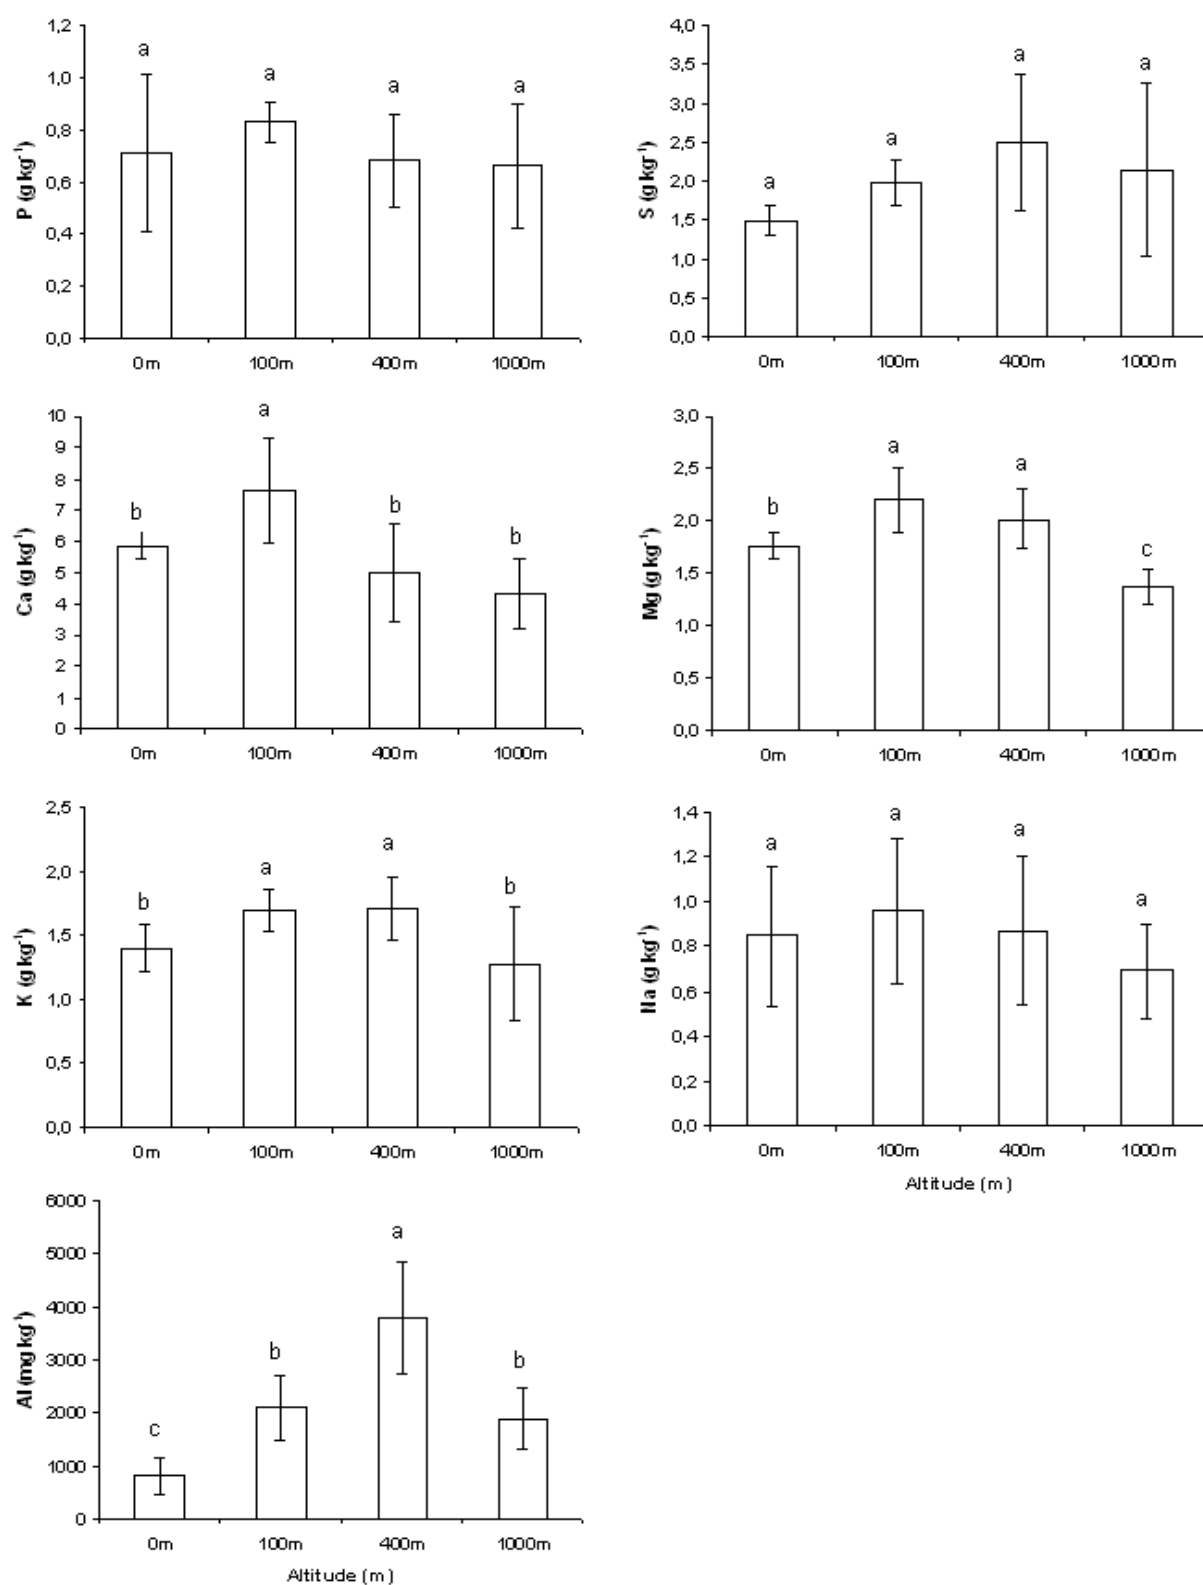 1,2
1,0
0,8
0,6
0,4
0,2
0,0
P (g kg-1)
a a a a
0m 100m 400m 1000m
4,0
3,5
3,0
2,5
2,0
1,5
1,0
0,5
0,0
S (g kg-1)
a a a a
0m 100m 400m 1000m
10
9
8
7
6
5
4
3
2
1
0
Ca (g kg-1)
b a b b
0m 100m 400m 1000m
3,0
2,5
2,0
1,5
1,0
0,5
0,0
Mg (g kg-1)
b a a c
0m 100m 400m 1000m
2,5
2,0
1,5
1,0
0,5
0,0
K (g kg-1)
b a a b
0m 100m 400m 1000m
1,4
1,2
1,0
0,8
0,6
0,4
0,2
0,0
Na (g kg-1)
a a a a
0m 100m 400m 1000m
Altitude (m)
6000
5000
4000
3000
2000
1000
0
Al (mg kg-1)
c b a b
0m 100m 400m 1000m
Altitude (m)